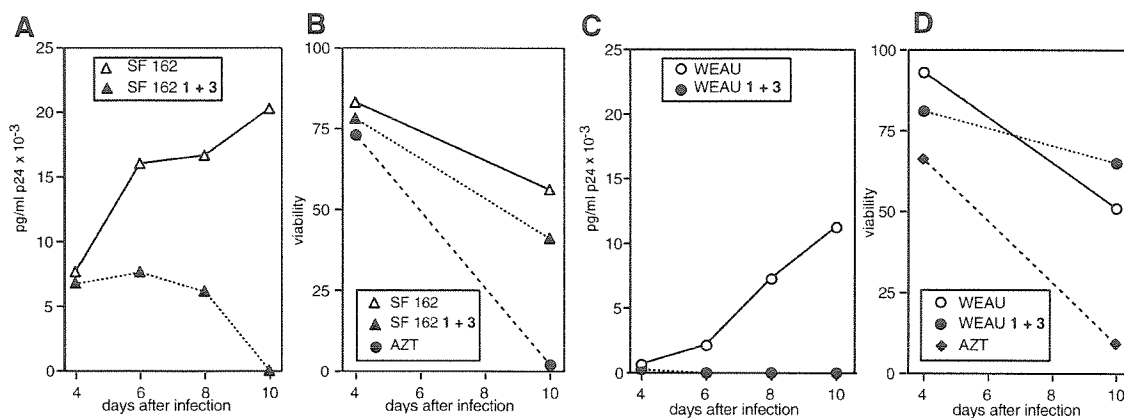 A
25
20
15
10
5
0
pg/ml p24 x 10-3
SF 162
SF 162 1 + 3
4 6 8 10
days after infection
B
100
75
50
25
0
viability
SF 162
SF 162 1 + 3
AZT
4 6 8 10
days after infection
C
25
20
15
10
5
0
pg/ml p24 x 10-3
WEAU
WEAU 1 + 3
4 6 8 10
days after infection
D
100
75
50
25
0
viability
WEAU
WEAU 1 + 3
AZT
4 6 8 10
days after infection